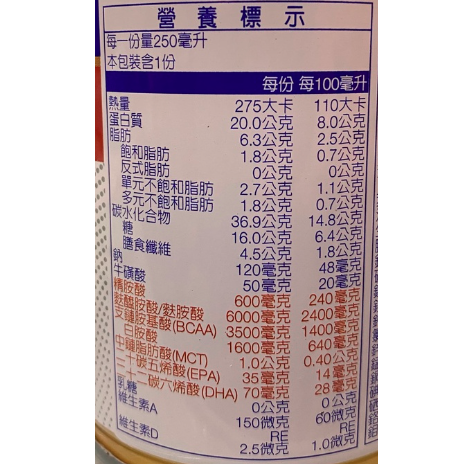 營養標示
每一份量250毫升
本包裝含1份
每份 每100毫升
熱量 275大卡 110大卡
蛋白質 20.0公克 8.0公克
脂肪 6.3公克 2.5公克
飽和脂肪 1.8公克 0.7公克
反式脂肪 0公克 0公克
單元不飽和脂肪 2.7公克 1.1公克
多元不飽和脂肪 1.8公克 0.7公克
碳水化合物 36.9公克 14.8公克
糖 16.0公克 6.4公克
膳食纖維 4.5公克 1.8公克
鈉 120毫克 48毫克
牛磺酸 50毫克 20毫克
精胺酸 600毫克 240毫克
麩醯胺酸/麩胺酸 6000毫克 2400毫克
支鏈胺基酸(BCAA) 3500毫克 1400毫克
白胺酸 1600毫克 640毫克
中鏈脂肪酸(MCT) 1.0公克 0.40公克
二十碳五烯酸(EPA) 35毫克 14毫克
二十二碳六烯酸(DHA) 70毫克 28毫克
乳糖 0公克 0公克
維生素A 150微克 60微克
RE RE
維生素D 2.5微克 1.0微克